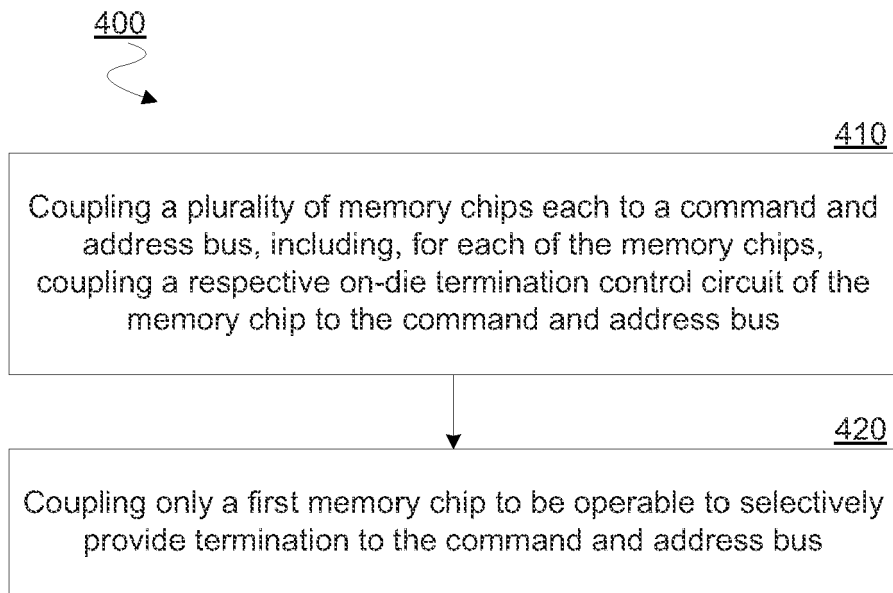 400
410
Coupling a plurality of memory chips each to a command and
address bus, including, for each of the memory chips,
coupling a respective on-die termination control circuit of the
memory chip to the command and address bus
420
Coupling only a first memory chip to be operable to selectively
provide termination to the command and address bus